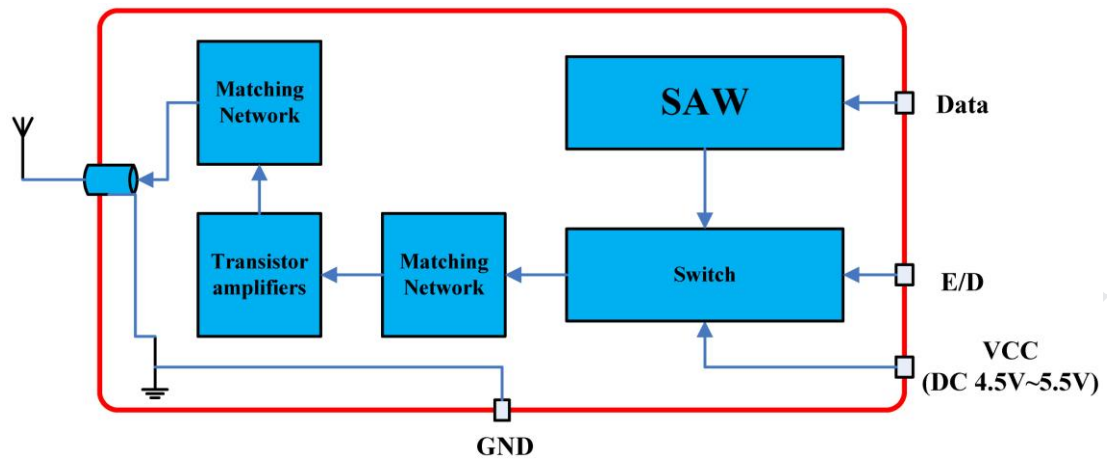 Matching
Network
SAW
Data
Transistor
amplifiers
Matching
Network
Switch
E/D
VCC
(DC 4.5V~5.5V)
GND